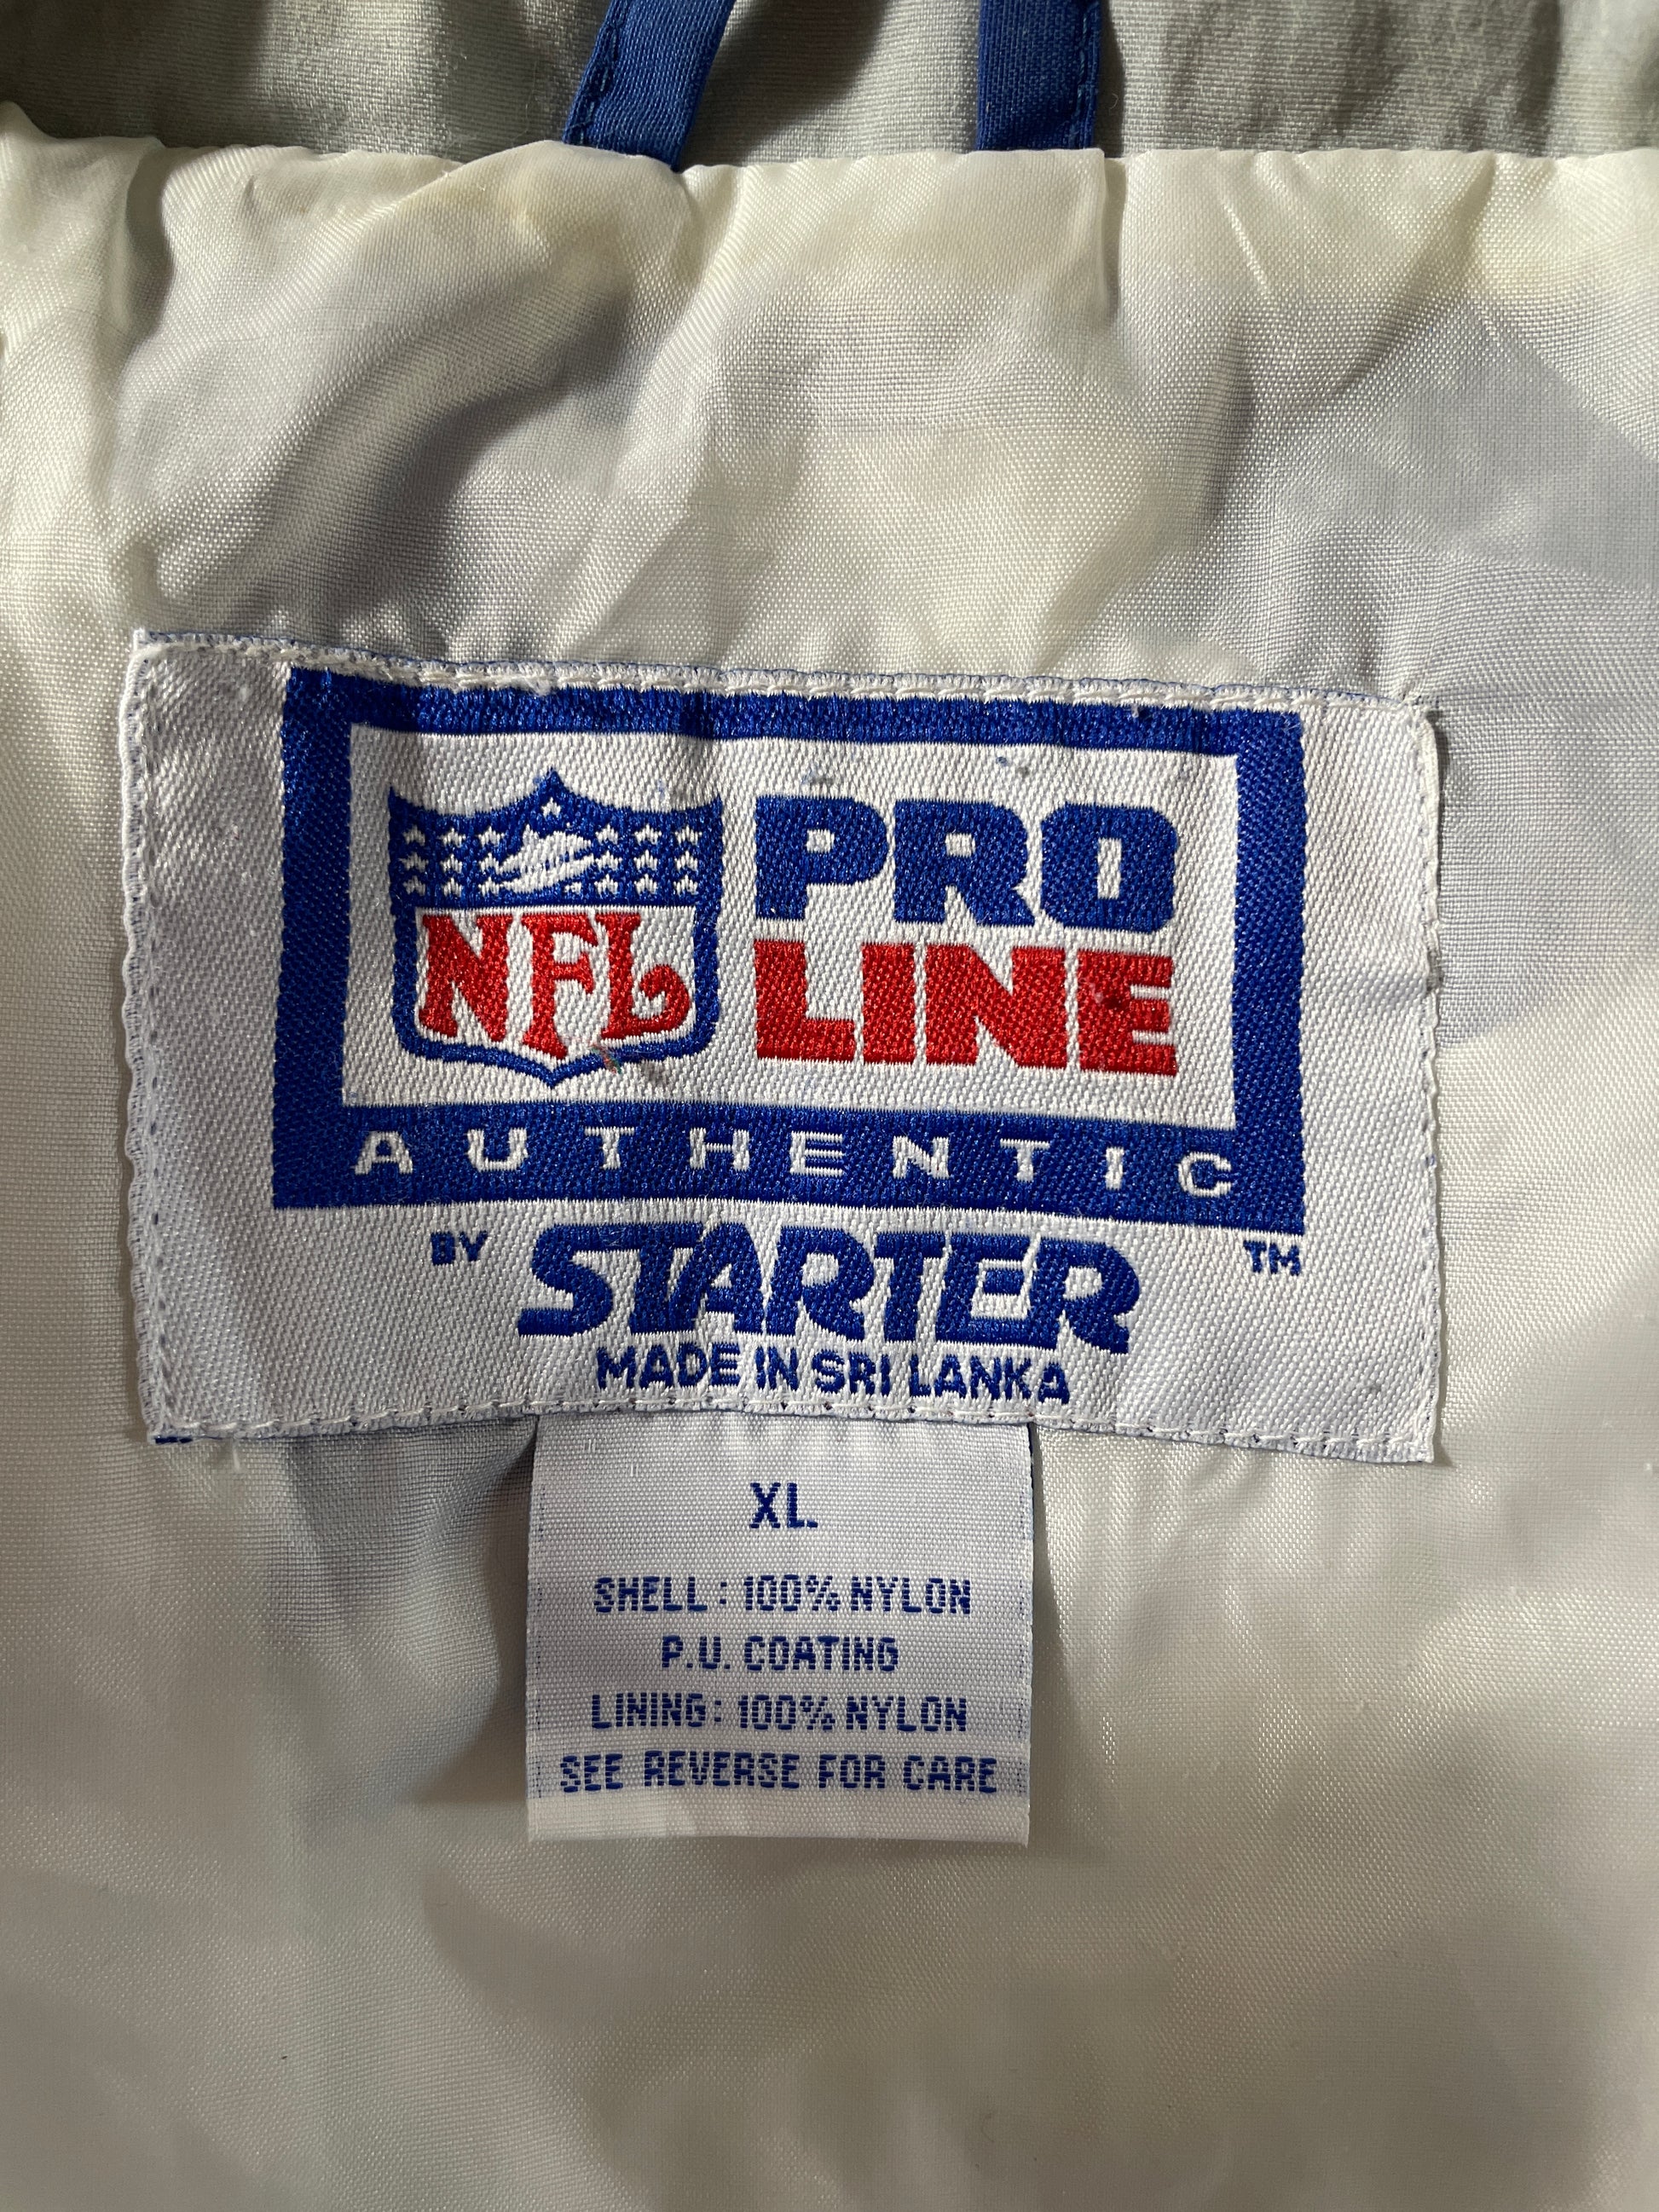 NFL
PRO
LINE
AUTHENTIC
BY STARTER TM
MADE IN SRI LANKA
XL
SHELL: 100% NYLON
P.U. COATING
LINING: 100% NYLON
SEE REVERSE FOR CARE